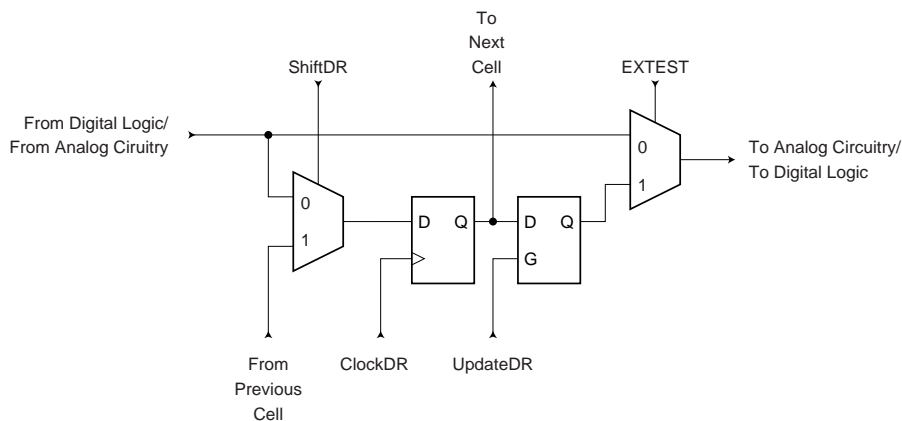 To
Next
Cell
ShiftDR
EXTEST
From Digital Logic/
From Analog Ciruitry
0
1
To Analog Circuitry/
To Digital Logic
0
1
D Q
D Q
G
From
Previous
Cell
ClockDR
UpdateDR